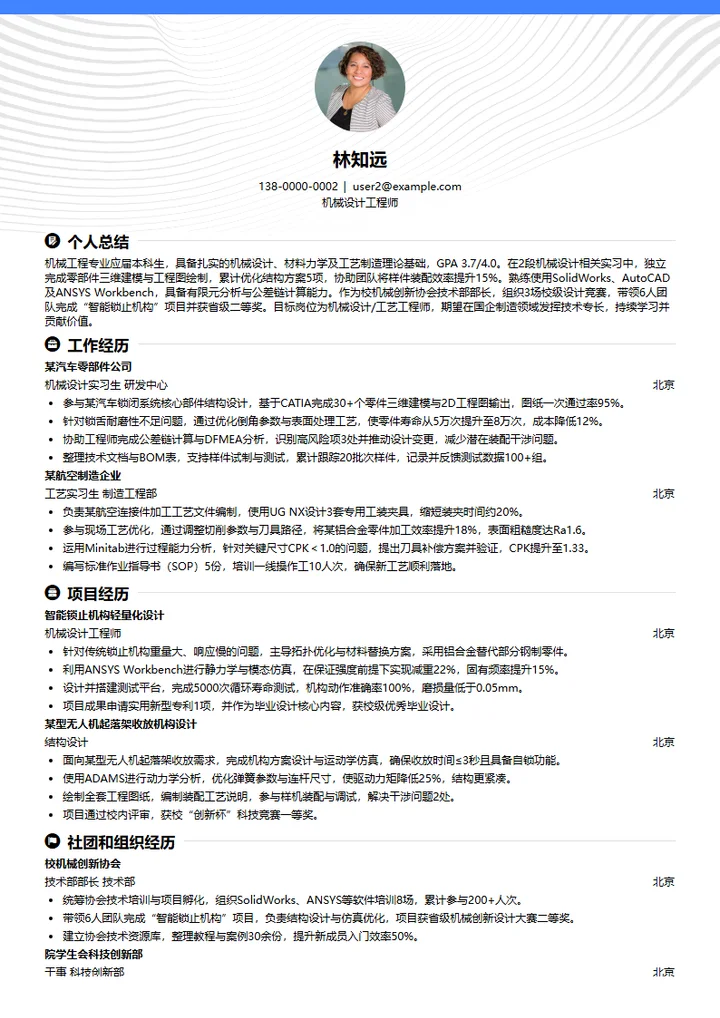 林知远
138-0000-0002 | user2@example.com
机械设计工程师
个人总结
机械工程专业应届本科生，具备扎实的机械设计、材料力学及工艺制造理论基础，GPA 3.7/4.0。在2段机械设计相关实习中，独立
完成零部件三维建模与工程图绘制，累计优化结构方案5项，协助团队将样件装配效率提升15%。熟练使用SolidWorks、AutoCAD
及ANSYS Workbench，具备有限元分析与公差链计算能力。作为校机械创新协会技术部部长，组织3场校级设计竞赛，带领6人团
队完成“智能锁止机构”项目并获省级二等奖。目标岗位为机械设计/工艺工程师，期望在国企制造领域发挥技术专长，持续学习并
贡献价值。
工作经历
某汽车零部件公司
机械设计实习生 研发中心 北京
• 参与某汽车锁闭系统核心部件结构设计，基于CATIA完成30+个零件三维建模与2D工程图输出，图纸一次通过率95%。
• 针对锁舌耐磨性不足问题，通过优化倒角参数与表面处理工艺，使零件寿命从5万次提升至8万次，成本降低12%。
• 协助工程师完成公差链计算与DFMEA分析，识别高风险项3处并推动设计变更，减少潜在装配干涉问题。
• 整理技术文档与BOM表，支持样件试制与测试，累计跟踪20批次样件，记录并反馈测试数据100+组。
某航空制造企业
工艺实习生 制造工程部 北京
• 负责某航空连接件加工工艺文件编制，使用UG NX设计3套专用工装夹具，缩短装夹时间约20%。
• 参与现场工艺优化，通过调整切削参数与刀具路径，将某铝合金零件加工效率提升18%，表面粗糙度达Ra1.6。
• 运用Minitab进行过程能力分析，针对关键尺寸CPK＜1.0的问题，提出刀具补偿方案并验证，CPK提升至1.33。
• 编写标准作业指导书（SOP）5份，培训一线操作工10人次，确保新工艺顺利落地。
项目经历
智能锁止机构轻量化设计
机械设计工程师 北京
• 针对传统锁止机构重量大、响应慢的问题，主导拓扑优化与材料替换方案，采用铝合金替代部分钢制零件。
• 利用ANSYS Workbench进行静力学与模态仿真，在保证强度前提下实现减重22%，固有频率提升15%。
• 设计并搭建测试平台，完成5000次循环寿命测试，机构动作准确率100%，磨损量低于0.05mm。
• 项目成果申请实用新型专利1项，并作为毕业设计核心内容，获校级优秀毕业设计。
某型无人机起落架收放机构设计
结构设计 北京
• 面向某型无人机起落架收放需求，完成机构方案设计与运动学仿真，确保收放时间≤3秒且具备自锁功能。
• 使用ADAMS进行动力学分析，优化弹簧参数与连杆尺寸，使驱动力矩降低25%，结构更紧凑。
• 绘制全套工程图纸，编制装配工艺说明，参与样机装配与调试，解决干涉问题2处。
• 项目通过校内评审，获校“创新杯”科技竞赛一等奖。
社团和组织经历
校机械创新协会
技术部部长 技术部 北京
• 统筹协会技术培训与项目孵化，组织SolidWorks、ANSYS等软件培训8场，累计参与200+人次。
• 带领6人团队完成“智能锁止机构”项目，负责结构设计与仿真优化，项目获省级机械创新设计大赛二等奖。
• 建立协会技术资源库，整理教程与案例30余份，提升新成员入门效率50%。
院学生会科技创新部
干事 科技创新部 北京